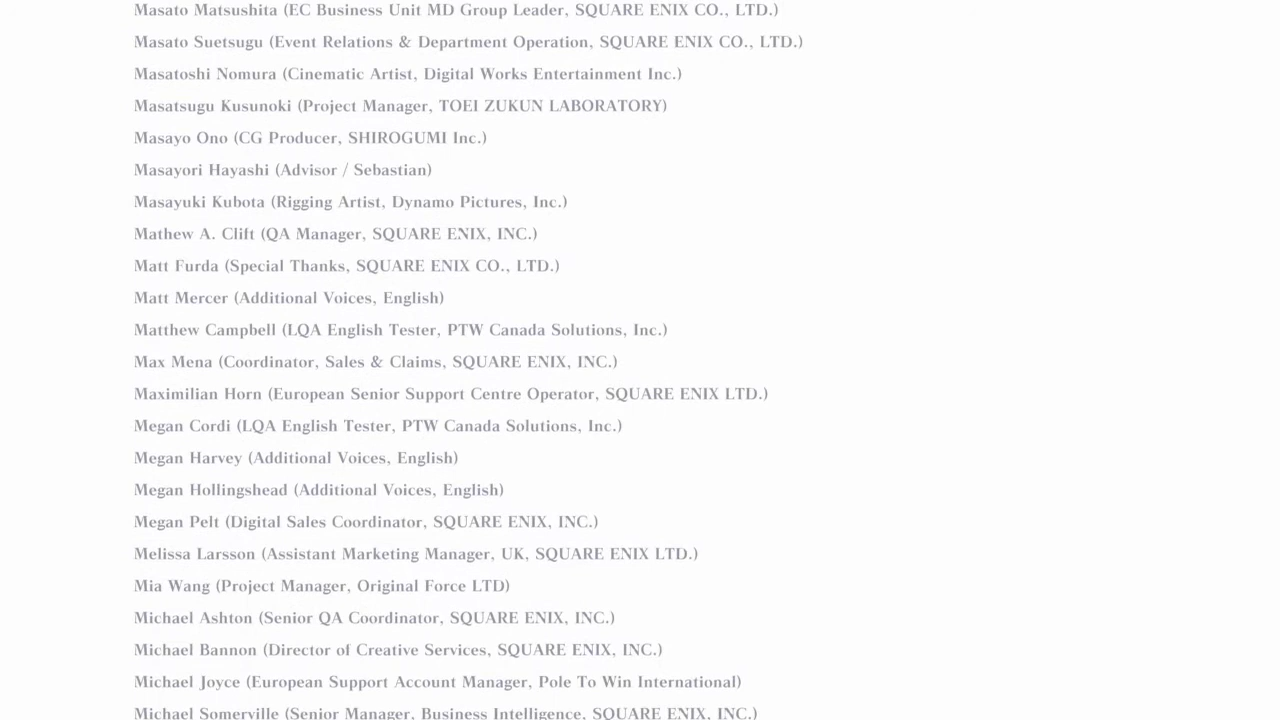 Masato Matsushita (EC Business Unit MD Group Leader, SQUARE ENIX CO., LTD.)
Masato Suetsugu (Event Relations & Department Operation, SQUARE ENIX CO., LTD.)
Masatoshi Nomura (Cinematic Artist, Digital Works Entertainment Inc.)
Masatsugu Kusunoki (Project Manager, TOEI ZUKUN LABORATORY)
Masayo Ono (CG Producer, SHIROGUMI Inc.)
Masayori Hayashi (Advisor / Sebastian)
Masayuki Kubota (Rigging Artist, Dynamo Pictures, Inc.)
Mathew A. Clift (QA Manager, SQUARE ENIX, INC.)
Matt Furda (Special Thanks, SQUARE ENIX CO., LTD.)
Matt Mercer (Additional Voices, English)
Matthew Campbell (LQA English Tester, PTW Canada Solutions, Inc.)
Max Mena (Coordinator, Sales & Claims, SQUARE ENIX, INC.)
Maximilian Horn (European Senior Support Centre Operator, SQUARE ENIX LTD.)
Megan Cordi (LQA English Tester, PTW Canada Solutions, Inc.)
Megan Harvey (Additional Voices, English)
Megan Hollingshead (Additional Voices, English)
Megan Pelt (Digital Sales Coordinator, SQUARE ENIX, INC.)
Melissa Larsson (Assistant Marketing Manager, UK, SQUARE ENIX LTD.)
Mia Wang (Project Manager, Original Force LTD)
Michael Ashton (Senior QA Coordinator, SQUARE ENIX, INC.)
Michael Bannon (Director of Creative Services, SQUARE ENIX, INC.)
Michael Joyce (European Support Account Manager, Pole To Win International)
Michael Somerville (Senior Manager, Business Intelligence, SQUARE ENIX, INC.)